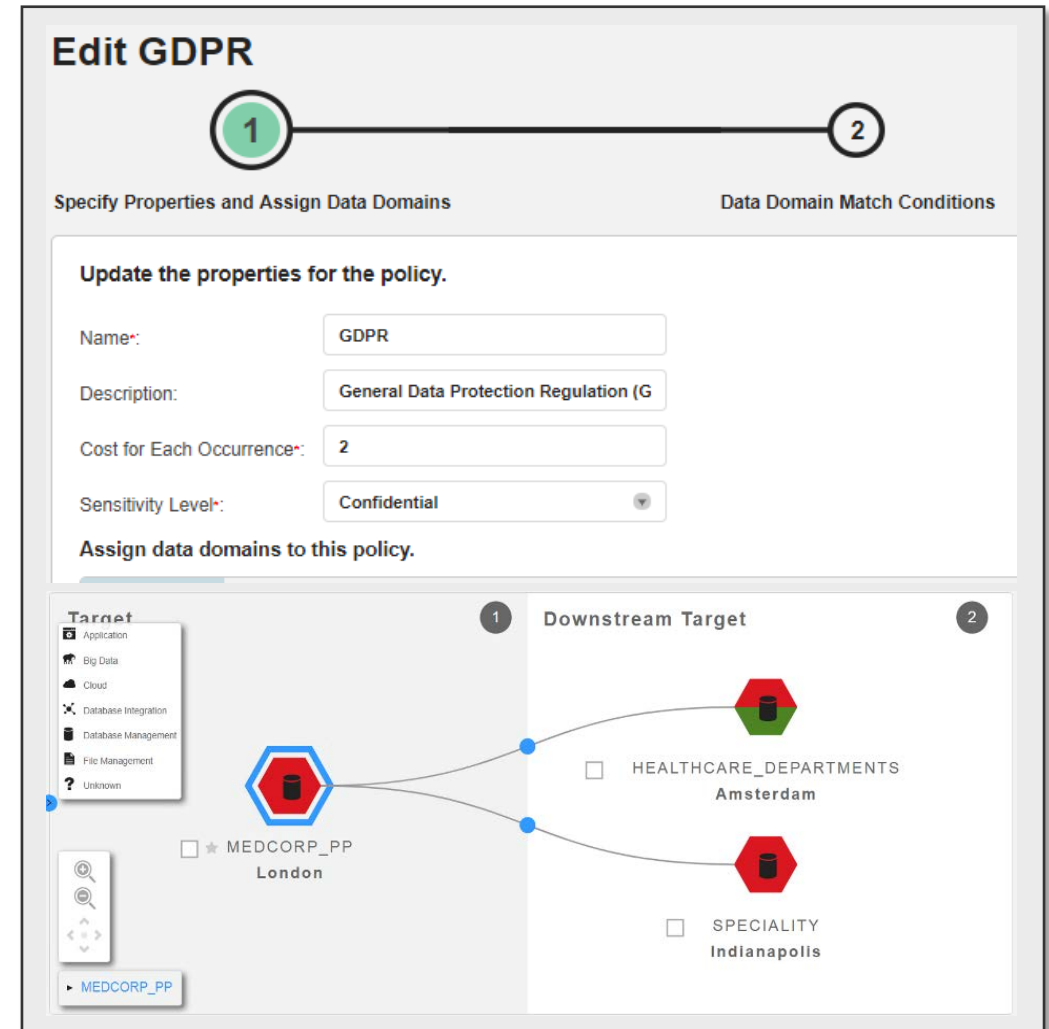 Edit GDPR
1
2
Specify Properties and Assign Data Domains
Data Domain Match Conditions
Update the properties for the policy.
Name*:
GDPR
Description:
General Data Protection Regulation (G
Cost for Each Occurrence*:
2
Sensitivity Level*:
Confidential
Assign data domains to this policy.
Target
1
Downstream Target
2
Application
Big Data
Cloud
Database Integration
Database Management
File Management
? Unknown
HEALTHCARE_DEPARTMENTS
Amsterdam
MEDCORP_PP
London
SPECIALITY
Indianapolis
MEDCORP_PP